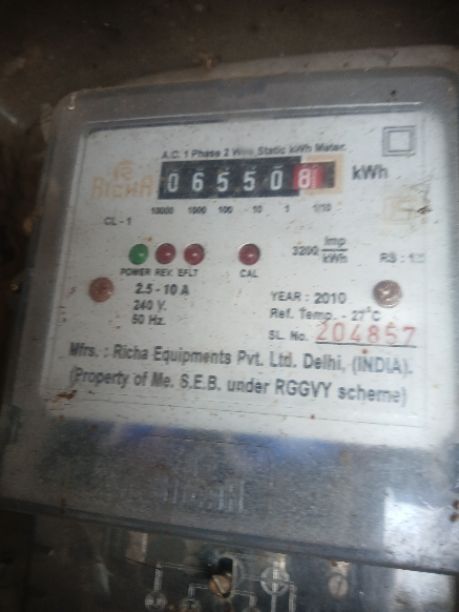 A.C. 1 Phase 2 Wire Static kWh Meter.
RICHA
065508 kWh
10000 1000 100 10 1 1/10
CL - 1
3200 Imp/kWh
POWER REV. EFLT CAL
2.5 - 10 A
240 V.
50 Hz.
YEAR : 2010
Ref. Temp. - 27°C
SL. No. 204857
Mfrs. : Richa Equipments Pvt. Ltd. Delhi, (INDIA).
(Property of Me. S.E.B. under RGGVY scheme)